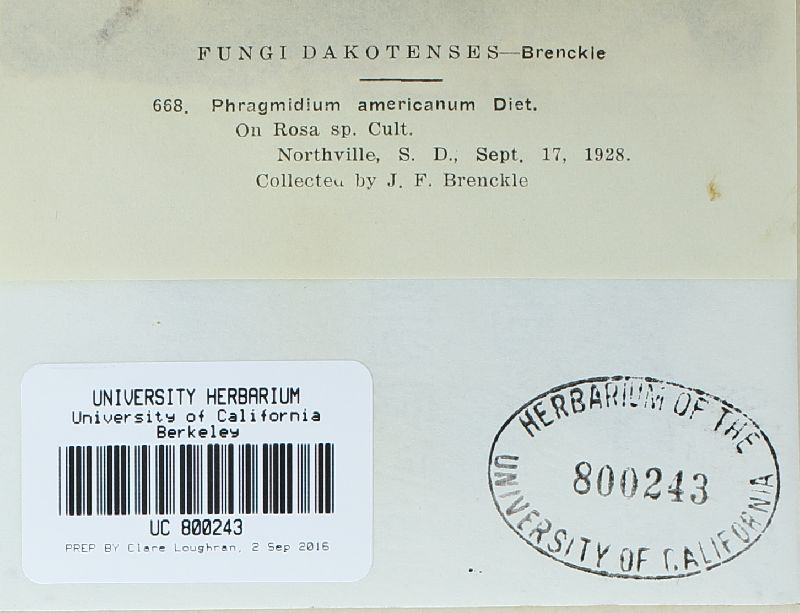 FUNGI DAKOTENSES—Brenckle
668. Phragmidium americanum Diet.
On Rosa sp. Cult.
Northville, S. D., Sept. 17, 1928.
Collected by J. F. Brenckle
UNIVERSITY HERBARIUM
University of California
Berkeley
UC 800243
PREP BY Clare Loughran, 2 Sep 2016
HERBARIUM OF THE
800243
UNIVERSITY OF CALIFORNIA